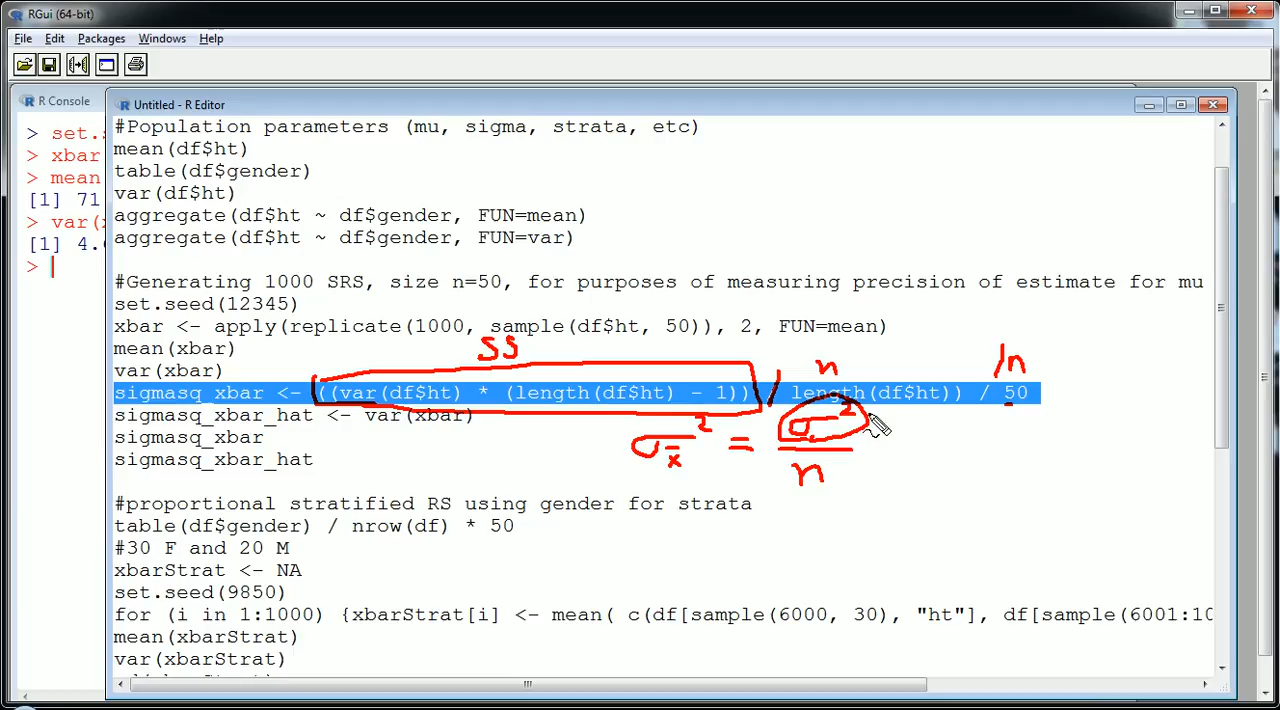 RGui (64-bit)
File Edit Packages Windows Help
R Console
> set.s
> xbar
> mean
[1] 71
> var(x
[1] 4.
>
Untitled - R Editor
#Population parameters (mu, sigma, strata, etc)
mean(df$ht)
table(df$gender)
var(df$ht)
aggregate(df$ht ~ df$gender, FUN=mean)
aggregate(df$ht ~ df$gender, FUN=var)
#Generating 1000 SRS, size n=50, for purposes of measuring precision of estimate for mu
set.seed(12345)
xbar <- apply(replicate(1000, sample(df$ht, 50)), 2, FUN=mean)
mean(xbar)
SS n /n
var(xbar)
sigmasq_xbar <- (((var(df$ht) * (length(df$ht) - 1)) / length(df$ht)) / 50
sigmasq_xbar_hat <- var(xbar)
σx̄² = σ²
n
sigmasq_xbar
sigmasq_xbar_hat
#proportional stratified RS using gender for strata
table(df$gender) / nrow(df) * 50
#30 F and 20 M
xbarStrat <- NA
set.seed(9850)
for (i in 1:1000) {xbarStrat[i] <- mean( c(df[sample(6000, 30), "ht"], df[sample(6001:10
mean(xbarStrat)
var(xbarStrat)